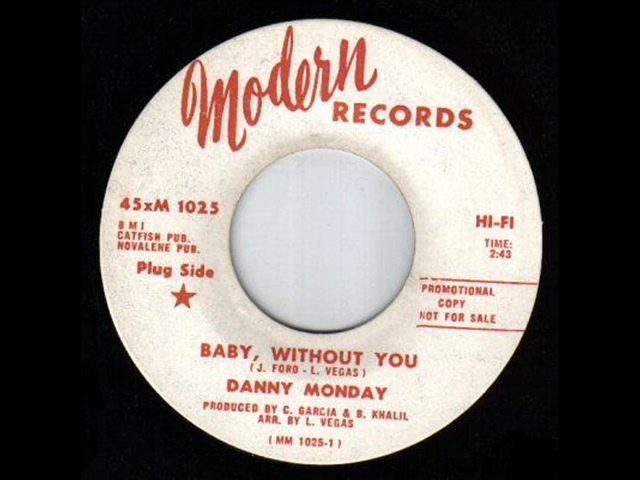 Modern
RECORDS
45xM 1025
BMI
CATFISH PUB.
NOVALENE PUB.
Plug Side
HI-FI
TIME:
2:43
PROMOTIONAL
COPY
NOT FOR SALE
BABY, WITHOUT YOU
(J. FORD - L. VEGAS)
DANNY MONDAY
PRODUCED BY C. GARCIA & B. KHALIL
ARR. BY L. VEGAS
(MM 1025-1)